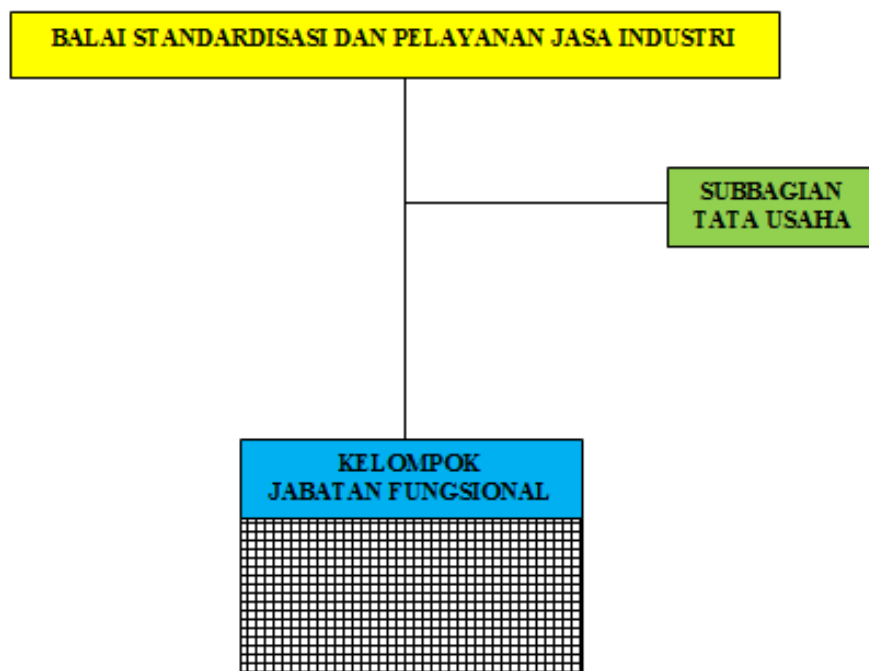 BALAI STANDARDISASI DAN PELAYANAN JASA INDUSTRI
SUBBAGIAN
TATA USAHA
KELOMPOK
JABATAN FUNGSIONAL